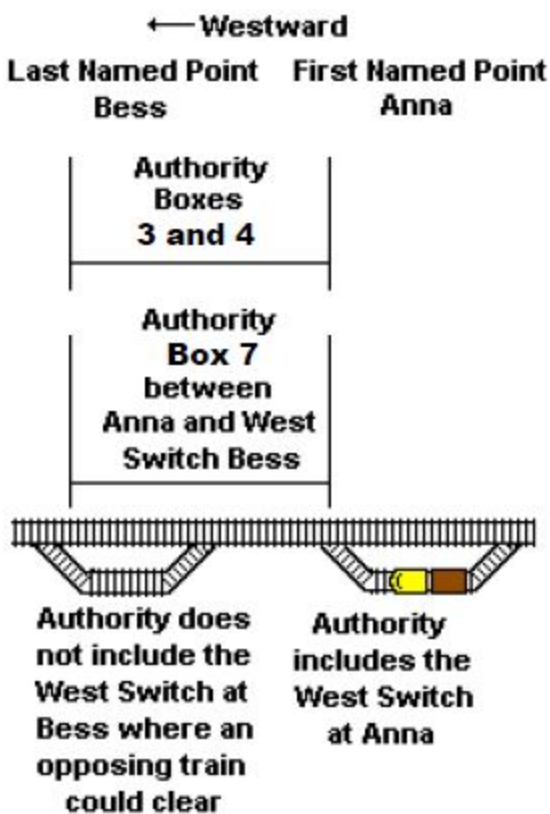 ← Westward
Last Named Point First Named Point
Bess Anna
Authority
Boxes
3 and 4
Authority
Box 7
between
Anna and West
Switch Bess
Authority does
not include the
West Switch at
Bess where an
opposing train
could clear
Authority
includes the
West Switch
at Anna